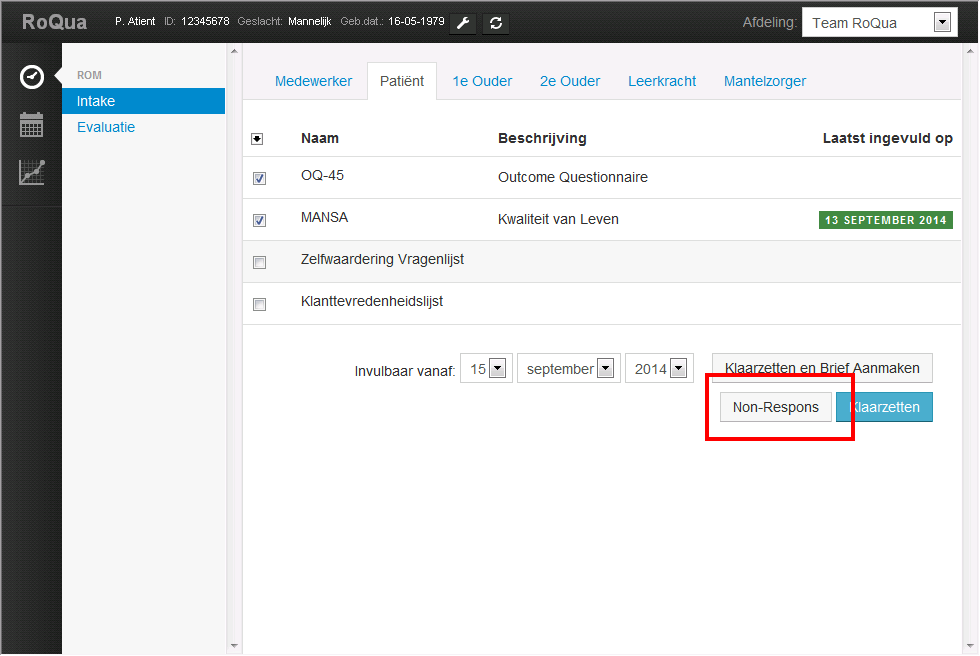 RoQua P. Atient ID: 12345678 Geslacht: Mannelijk Geb.dat.: 16-05-1979 Afdeling: Team RoQua
ROM
Intake
Evaluatie
Medewerker Patiënt 1e Ouder 2e Ouder Leerkracht Mantelzorger
Naam Beschrijving Laatst ingevuld op
OQ-45 Outcome Questionnaire
MANSA Kwaliteit van Leven 13 SEPTEMBER 2014
Zelfwaardering Vragenlijst
Klanttevredenheidslijst
Invulbaar vanaf: 15 september 2014 Klaarzetten en Brief Aanmaken
Non-Respons Klaarzetten